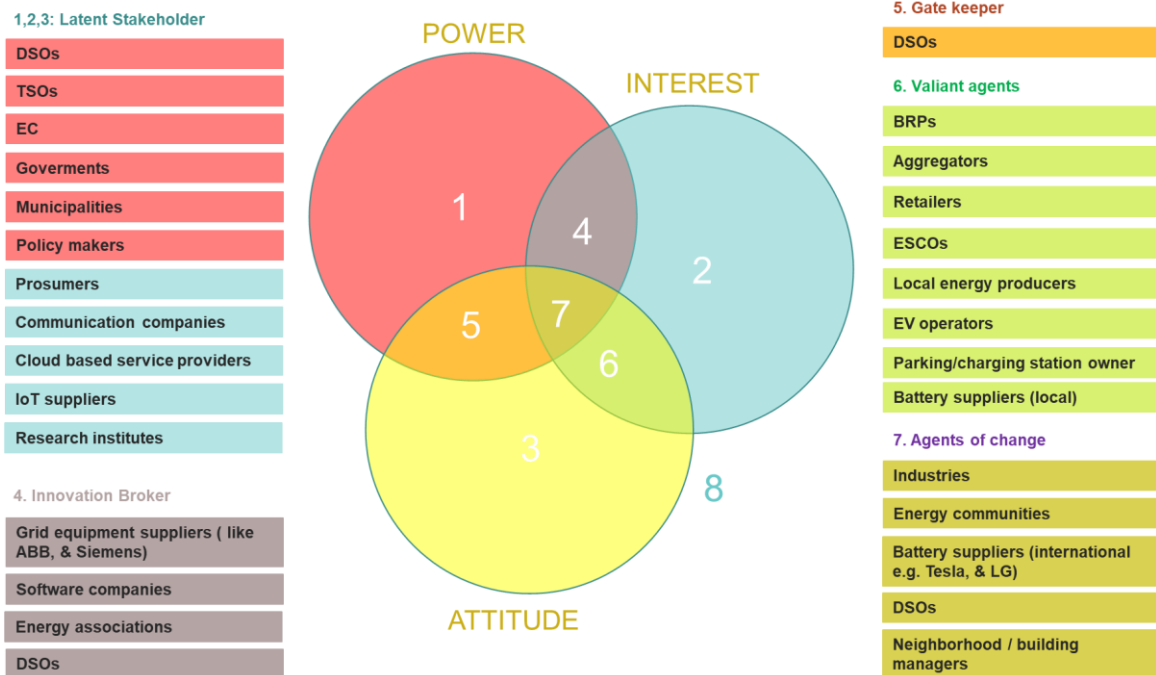 1,2,3: Latent Stakeholder
DSOs
TSOs
EC
Goverments
Municipalities
Policy makers
Prosumers
Communication companies
Cloud based service providers
IoT suppliers
Research institutes
4. Innovation Broker
Grid equipment suppliers ( like
ABB, & Siemens)
Software companies
Energy associations
DSOs
POWER
INTEREST
1
4
2
5
7
6
3
8
ATTITUDE
5. Gate keeper
DSOs
6. Valiant agents
BRPs
Aggregators
Retailers
ESCOs
Local energy producers
EV operators
Parking/charging station owner
Battery suppliers (local)
7. Agents of change
Industries
Energy communities
Battery suppliers (international
e.g. Tesla, & LG)
DSOs
Neighborhood / building
managers